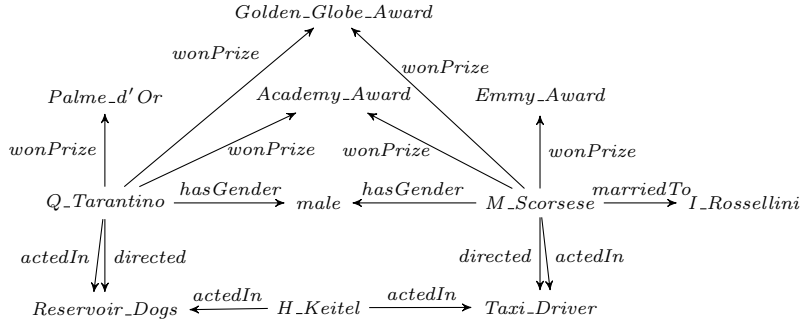 Golden_Globe_Award
wonPrize
wonPrize
Palme_d'Or
Academy_Award
Emmy_Award
wonPrize
wonPrize
wonPrize
wonPrize
Q_Tarantino
hasGender
male
hasGender
M_Scorsese
marriedTo
I_Rossellini
actedIn
directed
directed
actedIn
Reservoir_Dogs
actedIn
H_Keitel
actedIn
Taxi_Driver